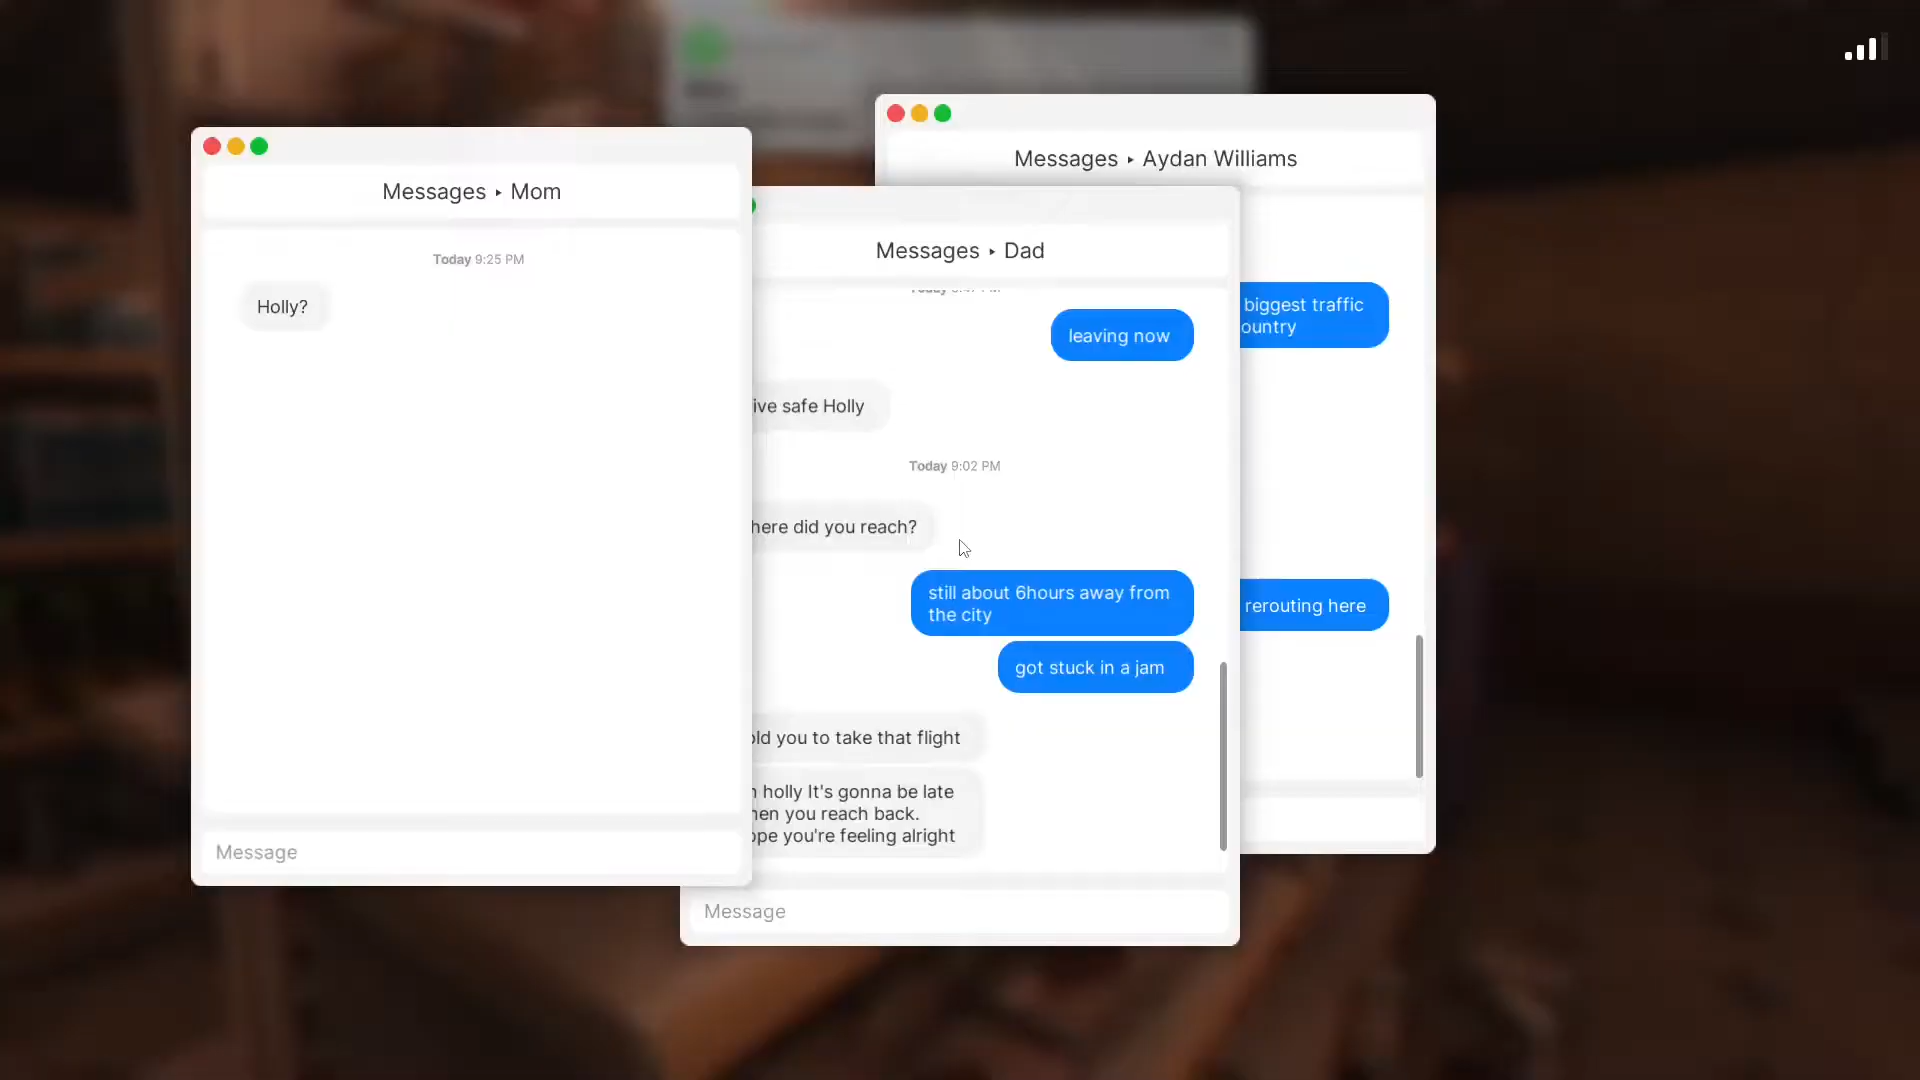 Messages ▸ Mom
Today 9:25 PM
Holly?
Message
Messages ▸ Dad
leaving now
ive safe Holly
Today 9:02 PM
here did you reach?
still about 6hours away from
the city
got stuck in a jam
old you to take that flight
holly It's gonna be late
hen you reach back.
ope you're feeling alright
Message
Messages ▸ Aydan Williams
biggest traffic
ountry
rerouting here